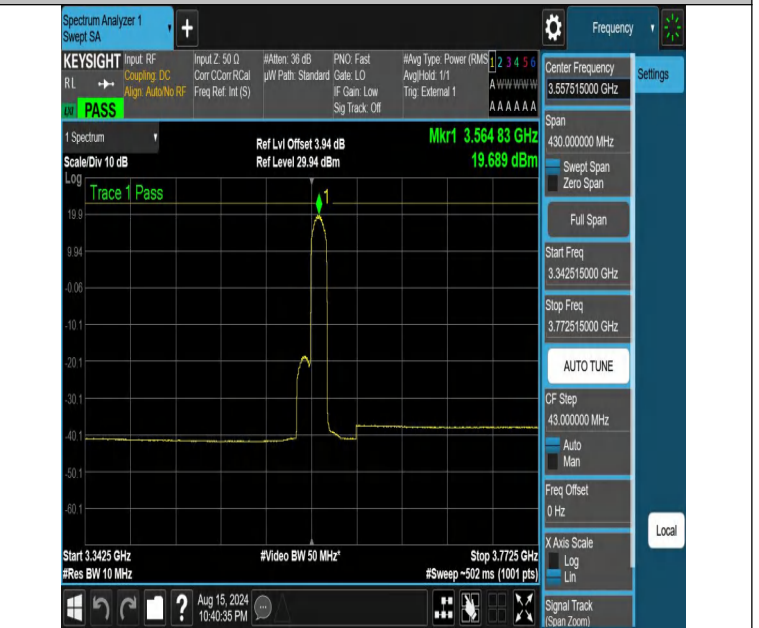 Spectrum Analyzer 1
Swept SA
+
Frequency
KEYSIGHT
RL
PASS
Input: RF
Coupling: DC
Align: Auto/No RF
Input Z: 50 Ω
Corr CCorr RCal
Freq Ref: Int (S)
#Atten: 36 dB
µW Path: Standard
PNO: Fast
Gate: LO
IF Gain: Low
Sig Track: Off
#Avg Type: Power (RMS
Avg|Hold: 1/1
Trig: External 1
1 2 3 4 5 6
A W W W W W
A A A A A A
1 Spectrum
Scale/Div 10 dB
Ref Lvl Offset 3.94 dB
Ref Level 29.94 dBm
Mkr1 3.564 83 GHz
19.689 dBm
Log
Trace 1 Pass
1
19.9
9.94
-0.06
-10.1
-20.1
-30.1
-40.1
-50.1
-60.1
Start 3.3425 GHz
#Res BW 10 MHz
#Video BW 50 MHz*
Stop 3.7725 GHz
#Sweep ~502 ms (1001 pts)
?
Aug 15, 2024
10:40:35 PM
Center Frequency
3.557515000 GHz
Span
430.000000 MHz
Swept Span
Zero Span
Full Span
Start Freq
3.342515000 GHz
Stop Freq
3.772515000 GHz
AUTO TUNE
CF Step
43.000000 MHz
Auto
Man
Freq Offset
0 Hz
X Axis Scale
Log
Lin
Signal Track
(Span Zoom)
Settings
Local